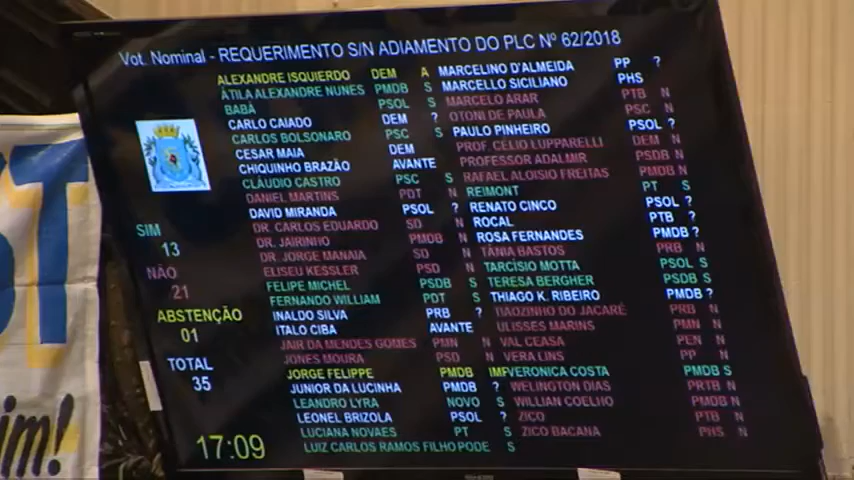 Vot. Nominal - REQUERIMENTO S/N ADIAMENTO DO PLC Nº 62/2018
ALEXANDRE IZQUIERDO DEM A
ÁTILA ALEXANDRE NUNES PMDB S
BABÁ PSOL S
CARLO CAIADO DEM ?
CARLOS BOLSONARO PSC S
CESAR MAIA DEM
CHIQUINHO BRAZÃO AVANTE
CLÁUDIO CASTRO PSC S
DANIEL MARTINS PDT N
DAVID MIRANDA PSOL ?
DR. CARLOS EDUARDO SD N
DR. JAIRINHO PMDB N
DR. JORGE MANAIA SD N
ELISEU KESSLER PSD N
FELIPE MICHEL PSDB S
FERNANDO WILLIAM PDT S
INALDO SILVA PRB ?
ITALO CIBA AVANTE
JAIR DA MENDES GOMES PMN N
JONES MOURA PSD N
JORGE FELIPPE PMDB IMP
JUNIOR DA LUCINHA PMDB ?
LEANDRO LYRA NOVO S
LEONEL BRIZOLA PSOL ?
LUCIANA NOVAES PT S
LUIZ CARLOS RAMOS FILHO PODE S
MARCELINO D'ALMEIDA PP ?
MARCELLO SICILIANO PHS
MARCELO ARAR PTB N
OTONI DE PAULA PSC N
PAULO PINHEIRO PSOL ?
PROF. CÉLIO LUPPARELLI DEM N
PROFESSOR ADALMIR PSDB N
RAFAEL ALOISIO FREITAS PMDB N
REIMONT PT S
RENATO CINCO PSOL ?
ROCAL PTB ?
ROSA FERNANDES PMDB ?
TÂNIA BASTOS PRB N
TARCÍSIO MOTTA PSOL S
TERESA BERGHER PSDB S
THIAGO K. RIBEIRO PMDB ?
TIAOZINHO DO JACARÉ PRB N
ULISSES MARINS PMN N
VAL CEASA PEN N
VERA LINS PP N
VERONICA COSTA PMDB S
WELINGTON DIAS PRTB N
WILLIAN COELHO PMDB N
ZICO PTB N
ZICO BACANA PHS N
SIM
13
NÃO
21
ABSTENÇÃO
01
TOTAL
35
17:09
im!